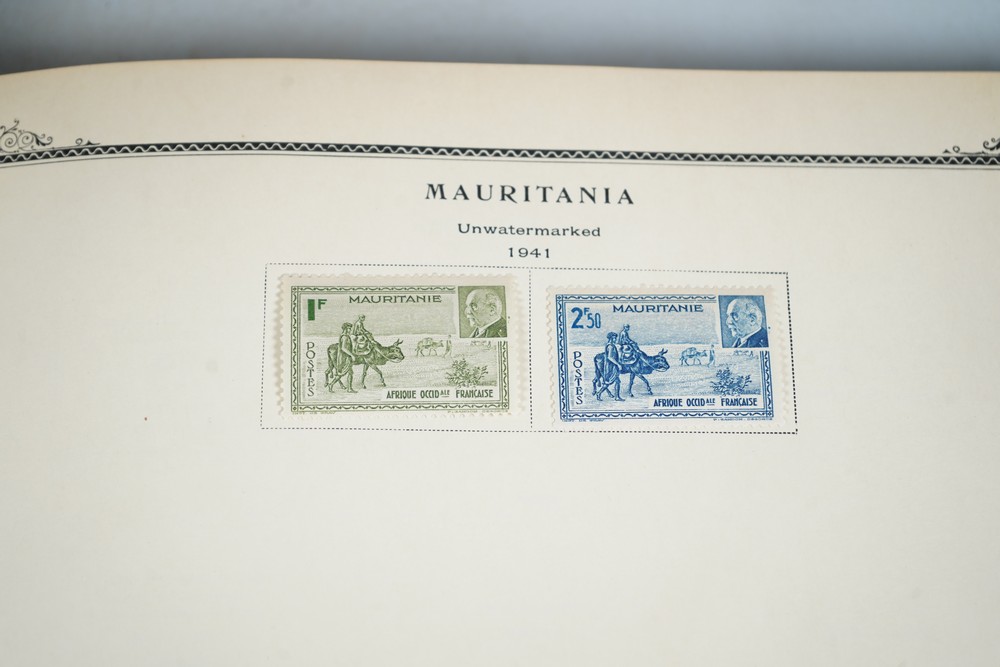 MAURITANIA
Unwatermarked
1941
1F
MAURITANIE
POSTES
AFRIQUE OCCIDALE FRANCAISE
2F50
MAURITANIE
POSTES
AFRIQUE OCCIDALE FRANCAISE